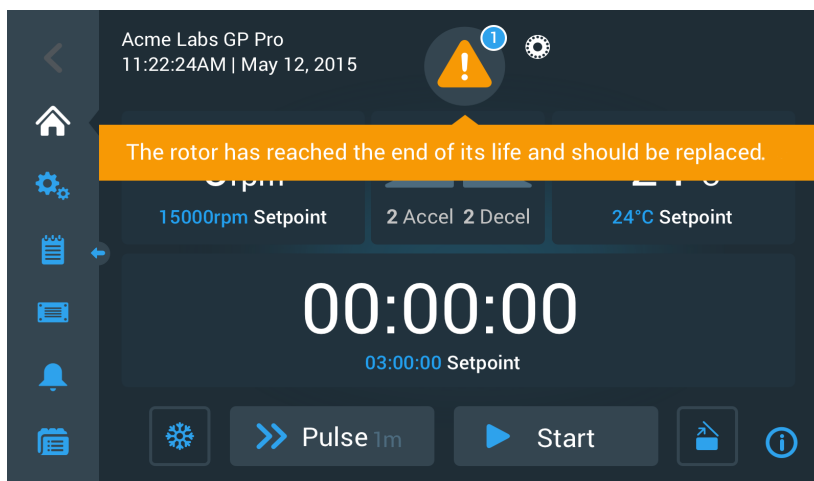 Acme Labs GP Pro
11:22:24AM | May 12, 2015
1
The rotor has reached the end of its life and should be replaced.
15000rpm Setpoint
2 Accel 2 Decel
24°C Setpoint
00:00:00
03:00:00 Setpoint
Pulse 1m
Start